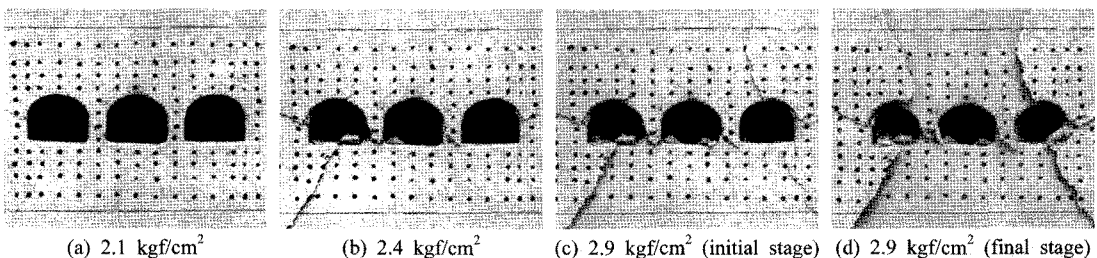 (a) 2.1 kgf/cm²
(b) 2.4 kgf/cm²
(c) 2.9 kgf/cm² (initial stage)
(d) 2.9 kgf/cm² (final stage)